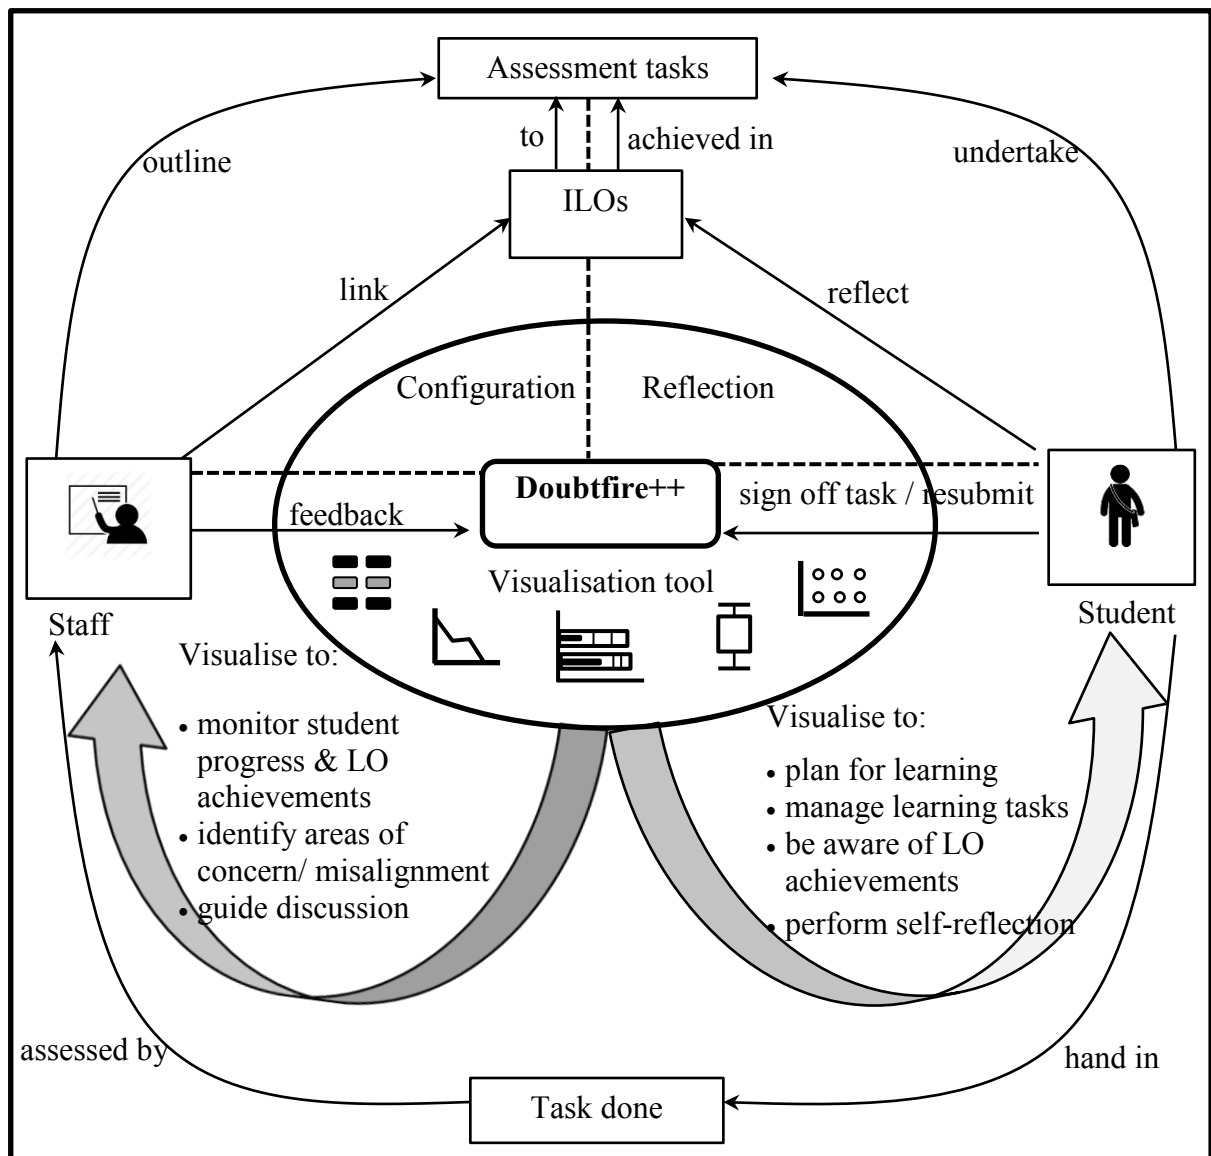 Assessment tasks
to
achieved in
outline
undertake
ILOs
link
reflect
Configuration
Reflection
Doubtfire++
sign off task / resubmit
feedback
Visualisation tool
Staff
Student
Visualise to:
• monitor student
progress & LO
achievements
• identify areas of
concern/ misalignment
• guide discussion
Visualise to:
• plan for learning
• manage learning tasks
• be aware of LO
achievements
• perform self-reflection
assessed by
hand in
Task done